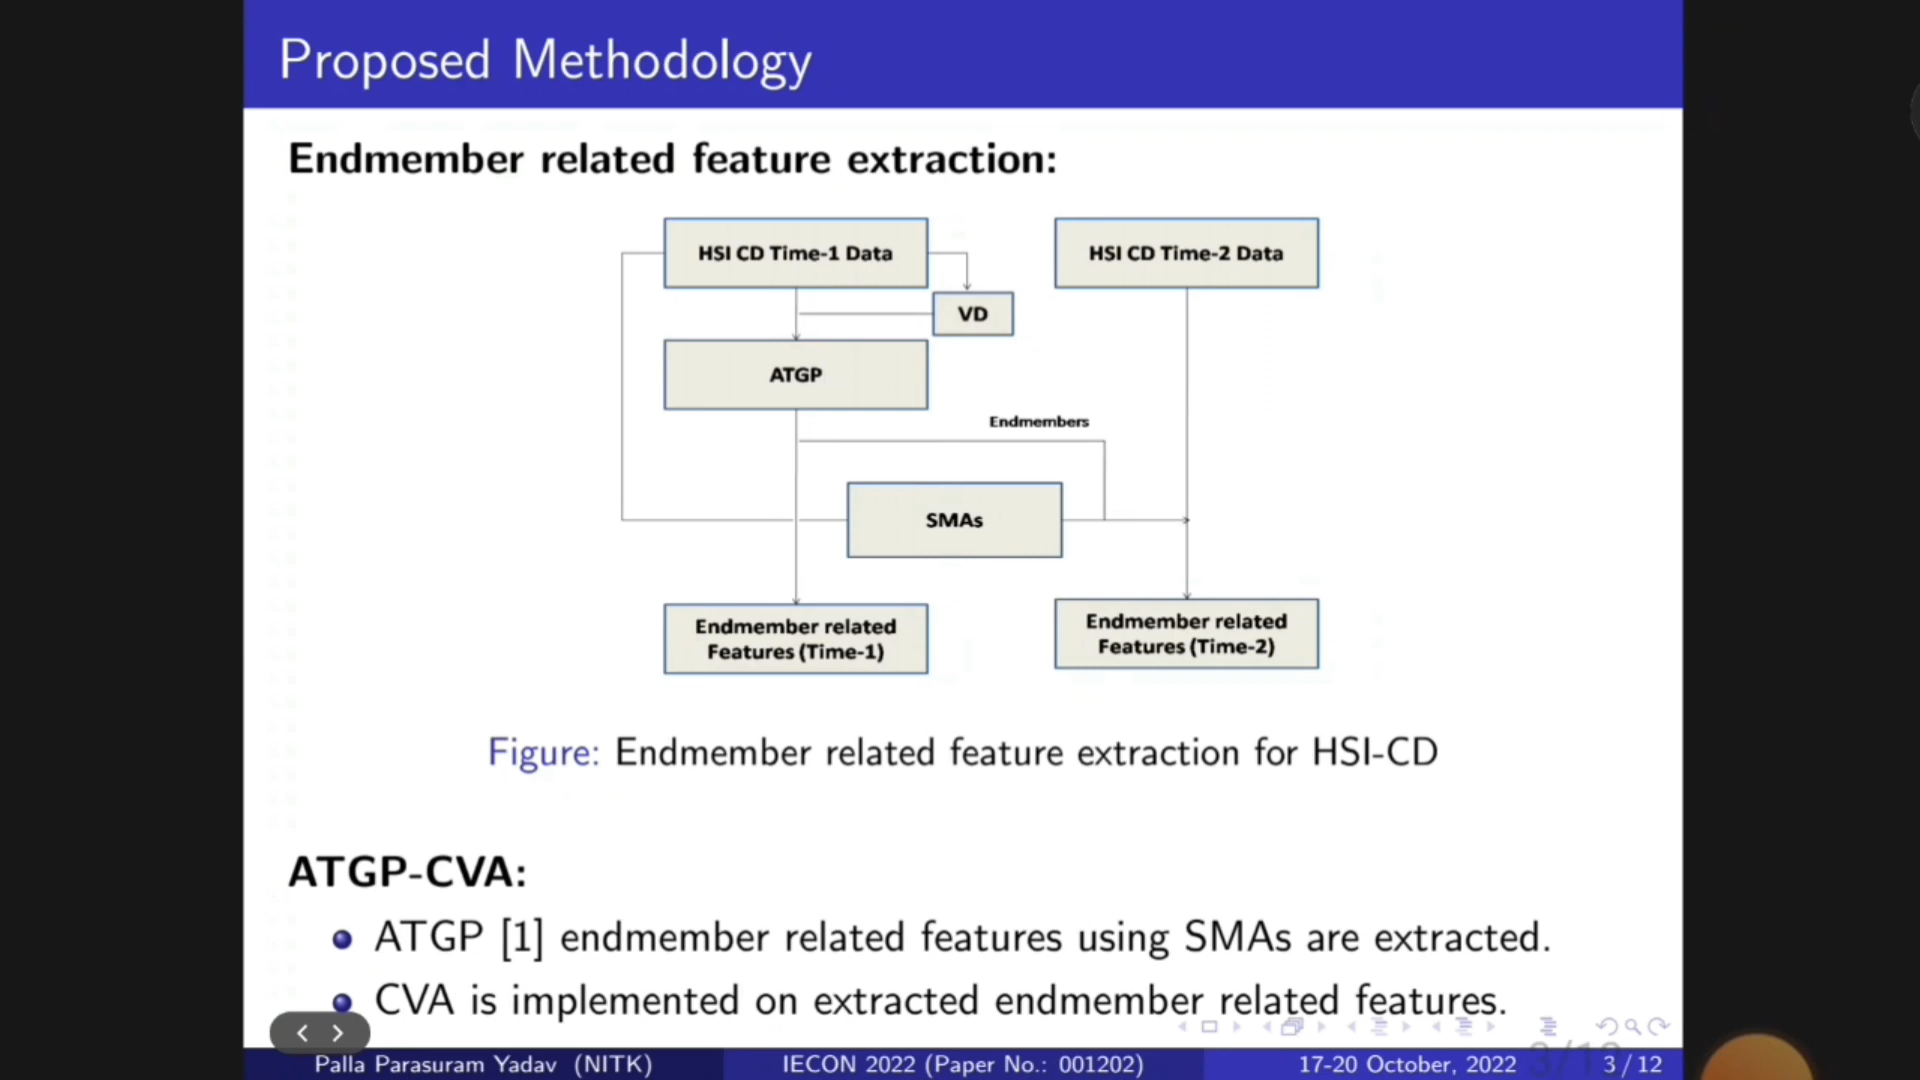 Proposed Methodology
Endmember related feature extraction:
HSI CD Time-1 Data
HSI CD Time-2 Data
VD
ATGP
Endmembers
SMAs
Endmember related
Features (Time-1)
Endmember related
Features (Time-2)
Figure: Endmember related feature extraction for HSI-CD
ATGP-CVA:
ATGP [1] endmember related features using SMAs are extracted.
CVA is implemented on extracted endmember related features.
Palla Parasuram Yadav (NITK) IECON 2022 (Paper No.: 001202) 17-20 October, 2022 3 / 12